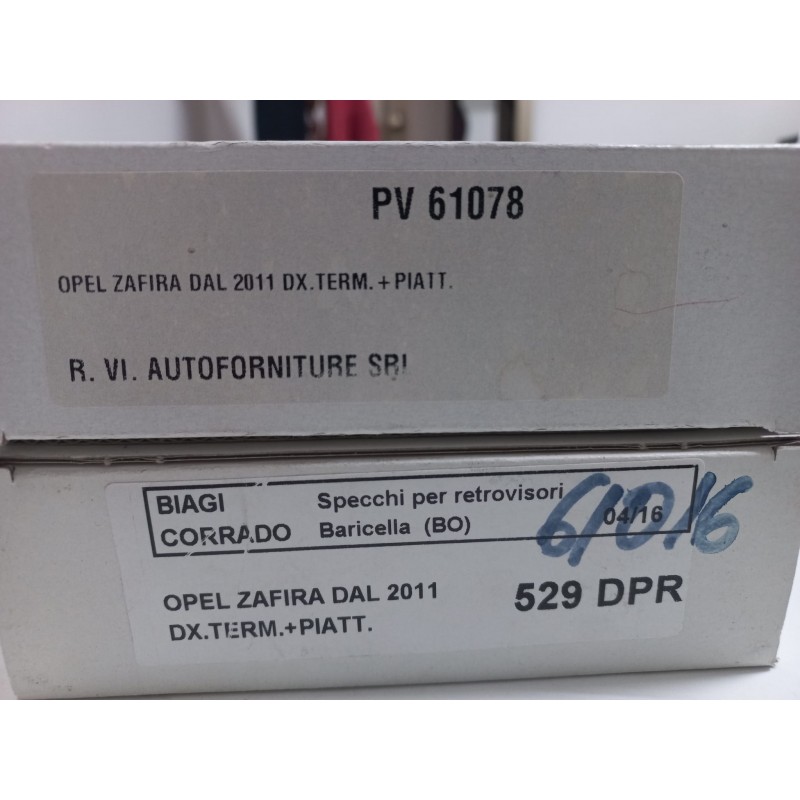 PV 61078
OPEL ZAFIRA DAL 2011 DX.TERM.+PIATT.
R. VI. AUTOFORNITURE SRL
BIAGI CORRADO
Specchi per retrovisori
Baricella (BO)
04/16
61016
OPEL ZAFIRA DAL 2011
DX.TERM.+PIATT.
529 DPR